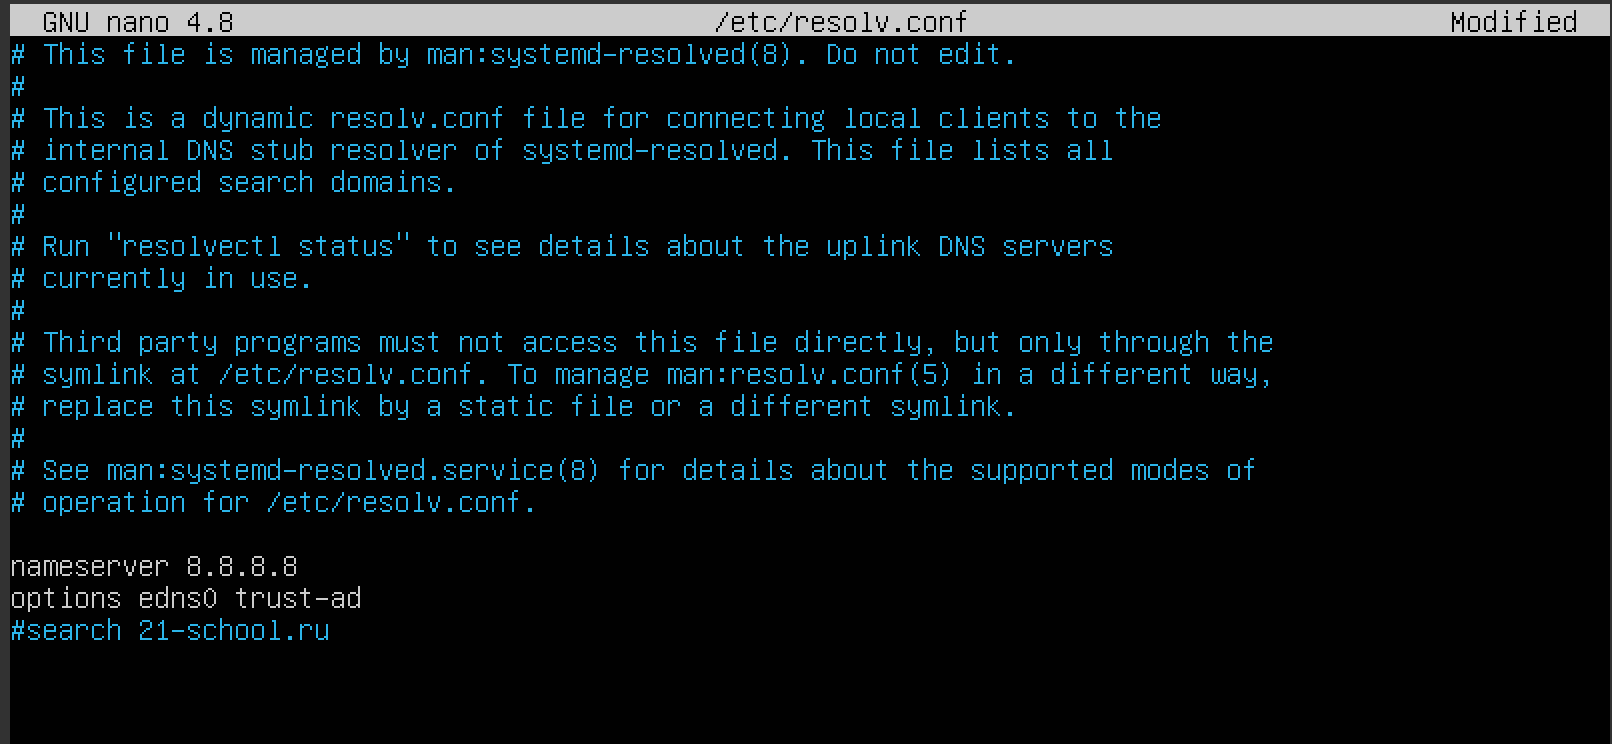 GNU nano 4.8 /etc/resolv.conf Modified
# This file is managed by man:systemd-resolved(8). Do not edit.
#
# This is a dynamic resolv.conf file for connecting local clients to the
# internal DNS stub resolver of systemd-resolved. This file lists all
# configured search domains.
#
# Run "resolvectl status" to see details about the uplink DNS servers
# currently in use.
#
# Third party programs must not access this file directly, but only through the
# symlink at /etc/resolv.conf. To manage man:resolv.conf(5) in a different way,
# replace this symlink by a static file or a different symlink.
#
# See man:systemd-resolved.service(8) for details about the supported modes of
# operation for /etc/resolv.conf.
nameserver 8.8.8.8
options edns0 trust-ad
#search 21-school.ru